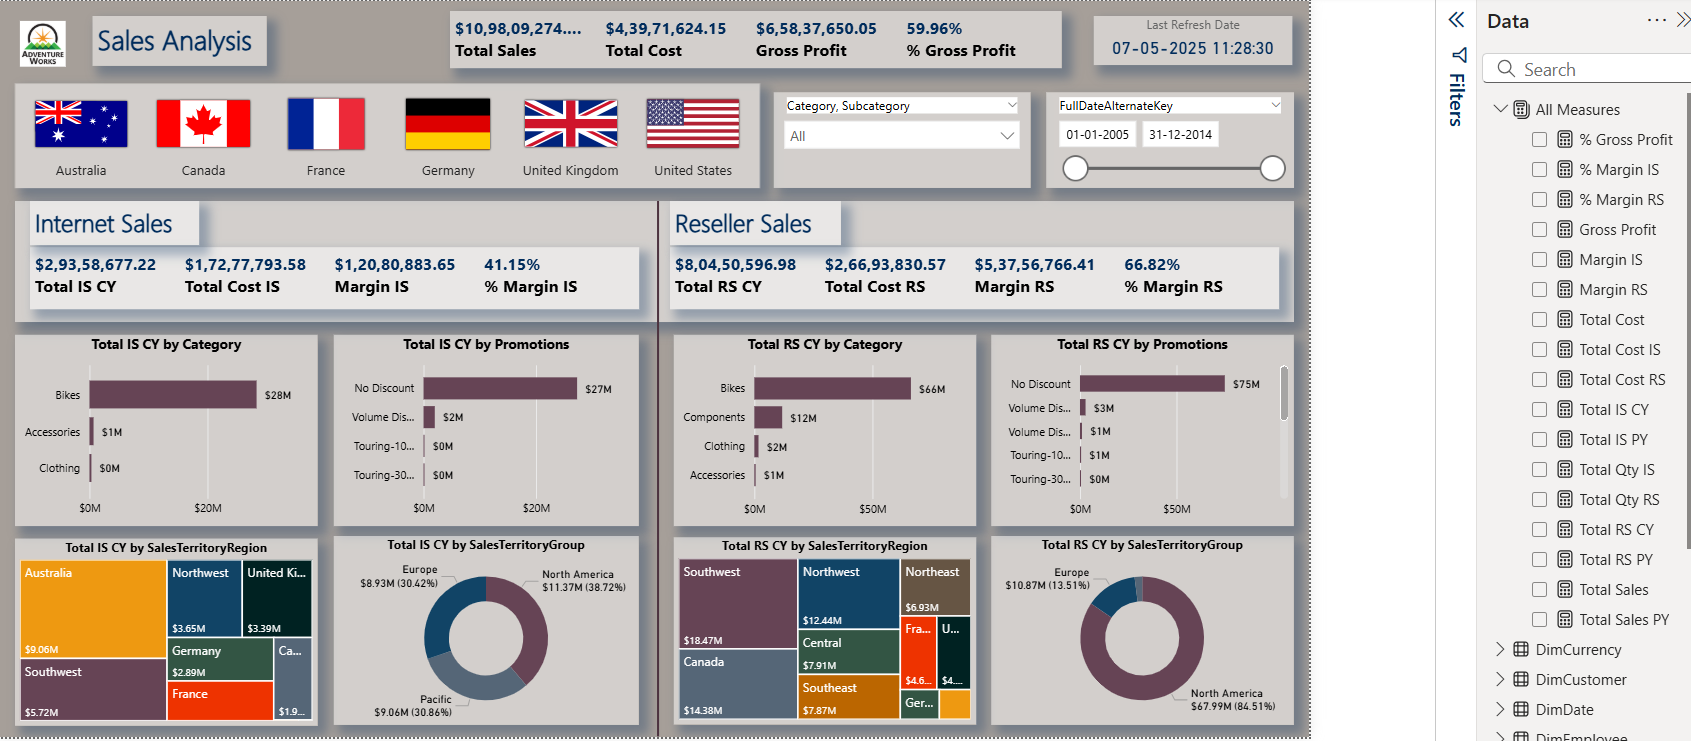 ADVENTURE
WORKS
Sales Analysis
$10,98,09,274....
Total Sales
$4,39,71,624.15
Total Cost
$6,58,37,650.05
Gross Profit
59.96%
% Gross Profit
Last Refresh Date
07-05-2025 11:28:30
Australia
Canada
France
Germany
United Kingdom
United States
Category, Subcategory
All
FullDateAlternateKey
01-01-2005
31-12-2014
Internet Sales
$2,93,58,677.22
Total IS CY
$1,72,77,793.58
Total Cost IS
$1,20,80,883.65
Margin IS
41.15%
% Margin IS
Reseller Sales
$8,04,50,596.98
Total RS CY
$2,66,93,830.57
Total Cost RS
$5,37,56,766.41
Margin RS
66.82%
% Margin RS
Total IS CY by Category
Bikes $28M
Accessories $1M
Clothing $0M
$0M $20M
Total IS CY by Promotions
No Discount $27M
Volume Dis... $2M
Touring-10... $0M
Touring-30... $0M
$0M $20M
Total RS CY by Category
Bikes $66M
Components $12M
Clothing $2M
Accessories $1M
$0M $50M
Total RS CY by Promotions
No Discount $75M
Volume Dis... $3M
Volume Dis... $1M
Touring-10... $1M
Touring-30... $0M
$0M $50M
Total IS CY by SalesTerritoryRegion
Australia
$9.06M
Southwest
$5.72M
Northwest
$3.65M
United Ki...
$3.39M
Germany
$2.89M
France
Ca...
$1.9...
Total IS CY by SalesTerritoryGroup
Europe
$8.93M (30.42%)
North America
$11.37M (38.72%)
Pacific
$9.06M (30.86%)
Total RS CY by SalesTerritoryRegion
Southwest
$18.47M
Canada
$14.38M
Northwest
$12.44M
Central
$7.91M
Southeast
$7.87M
Northeast
$6.93M
Fra...
$4.6...
U...
$4....
Ger...
Total RS CY by SalesTerritoryGroup
Europe
$10.87M (13.51%)
North America
$67.99M (84.51%)
Filters
Data
Search
All Measures
% Gross Profit
% Margin IS
% Margin RS
Gross Profit
Margin IS
Margin RS
Total Cost
Total Cost IS
Total Cost RS
Total IS CY
Total IS PY
Total Qty IS
Total Qty RS
Total RS CY
Total RS PY
Total Sales
Total Sales PY
DimCurrency
DimCustomer
DimDate
DimEmployee